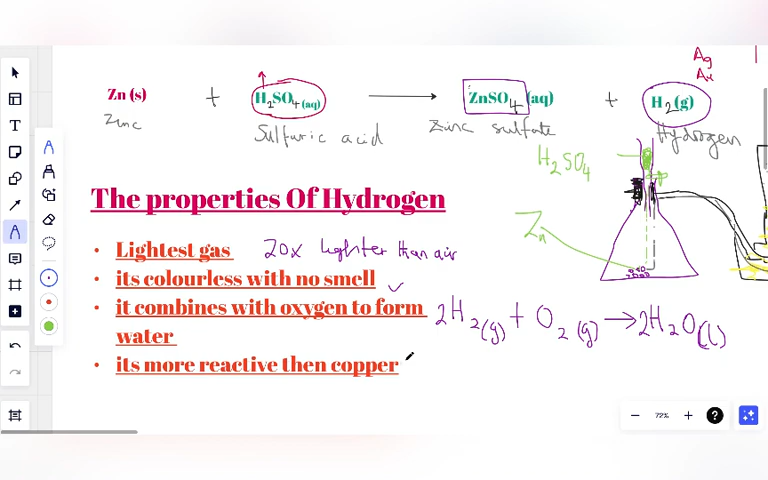 Ag
Au
Zn (s) + H2SO4 (aq) → ZnSO4 (aq) + H2 (g)
Zinc Sulfuric acid Zinc sulfate Hydrogen
H2SO4
The properties Of Hydrogen
Zn
• Lightest gas 20x lighter than air
• its colourless with no smell
• it combines with oxygen to form
water
2H2(g) + O2(g) → 2H2O(l)
• its more reactive then copper
72%